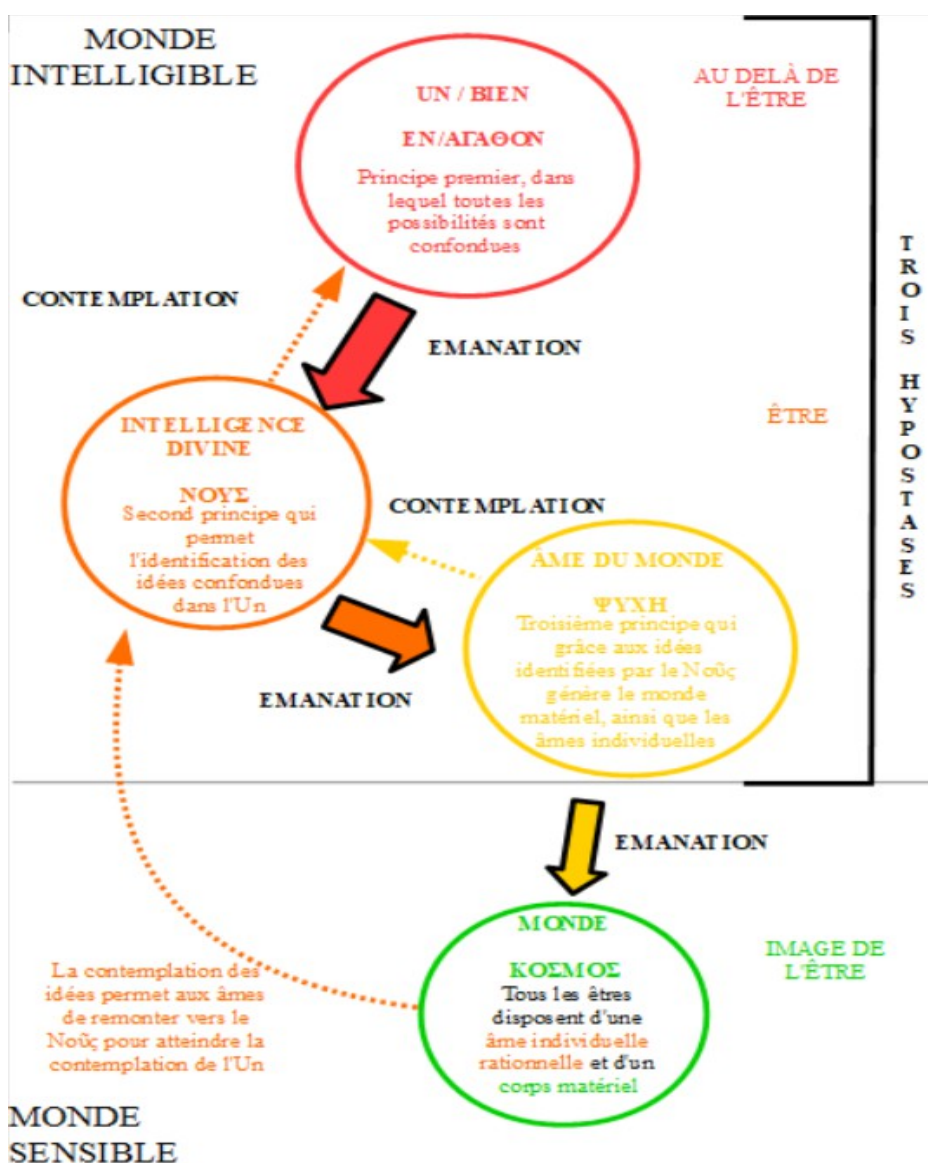 MONDE
INTELLIGIBLE
UN / BIEN
ΕΝ/ΑΓΑΘΟΝ
Principe premier, dans
lequel toutes les
possibilités sont
confondues
AU DELÀ DE
L'ÊTRE
CONTEMPLATION
EMANATION
INTELLIGENCE
DIVINE
ΝΟΥΣ
Second principe qui
permet
l'identification des
idées confondues
dans l'Un
ÊTRE
CONTEMPLATION
ÂME DU MONDE
ΨΥΧΗ
Troisième principe qui
grâce aux idées
identifiées par le Noῦς
génère le monde
matériel, ainsi que les
âmes individuelles
EMANATION
TROIS HYPOSTASES
EMANATION
MONDE
ΚΟΣΜΟΣ
Tous les êtres
disposent d'une
âme individuelle
rationnelle et d'un
corps matériel
IMAGE DE
L'ÊTRE
La contemplation des
idées permet aux âmes
de remonter vers le
Noῦς pour atteindre la
contemplation de l'Un
MONDE
SENSIBLE